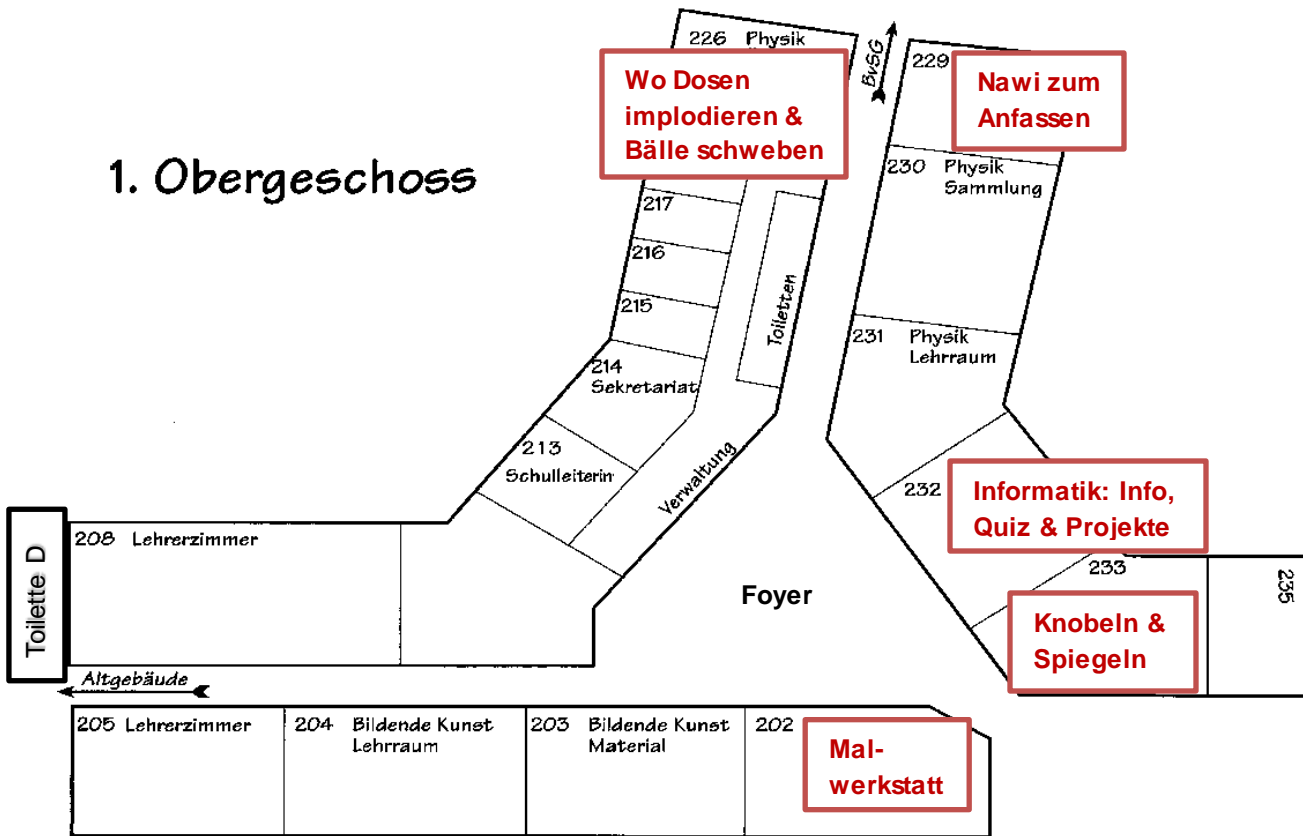 226 Physik
Wo Dosen
implodieren &
Bälle schweben
BvSG
229
Nawi zum
Anfassen
1. Obergeschoss
230 Physik
Sammlung
217
216
215
Toiletten
231 Physik
Lehrraum
214
Sekretariat
213
Schulleiterin
Verwaltung
232
Informatik: Info,
Quiz & Projekte
Toilette D
208 Lehrerzimmer
233
235
Foyer
Knobeln &
Spiegeln
Altgebäude
205 Lehrerzimmer
204 Bildende Kunst
Lehrraum
203 Bildende Kunst
Material
202
Mal-
werkstatt